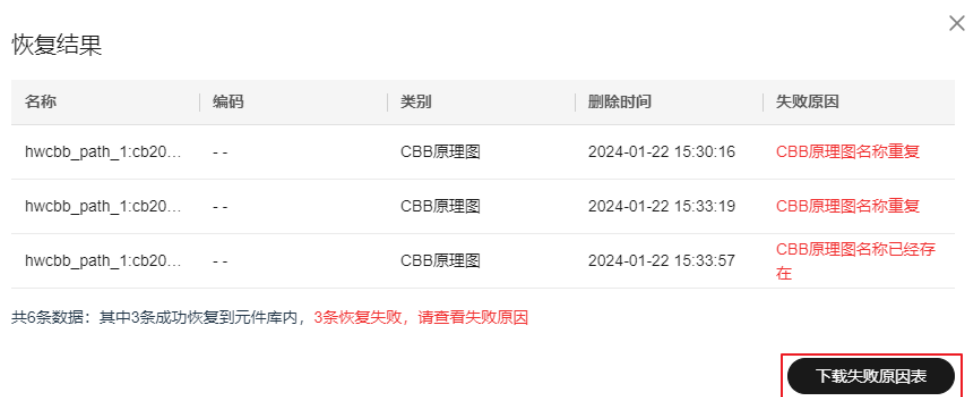 恢复结果
名称 编码 类别 删除时间 失败原因
hwcbb_path_1:cb20... -- CBB原理图 2024-01-22 15:30:16 CBB原理图名称重复
hwcbb_path_1:cb20... -- CBB原理图 2024-01-22 15:33:19 CBB原理图名称重复
hwcbb_path_1:cb20... -- CBB原理图 2024-01-22 15:33:57 CBB原理图名称已经存
在
共6条数据：其中3条成功恢复到元件库内，3条恢复失败，请查看失败原因
下载失败原因表